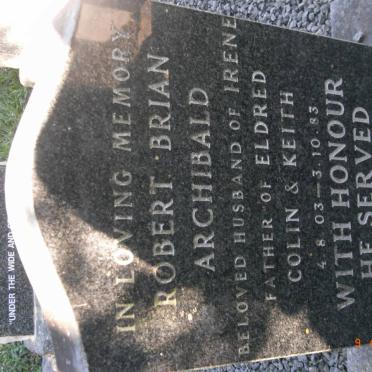 IN LOVING MEMORY
ROBERT BRIAN
ARCHIBALD
BELOVED HUSBAND OF IRENE
FATHER OF ELDRED
COLIN & KEITH
8.03 — 3.10.83
WITH HONOUR
HE SERVED
"UNDER THE WIDE AND